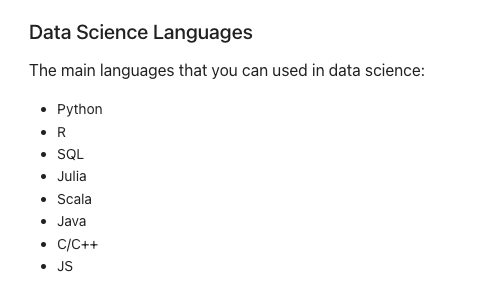 Data Science Languages
The main languages that you can used in data science:
• Python
• R
• SQL
• Julia
• Scala
• Java
• C/C++
• JS